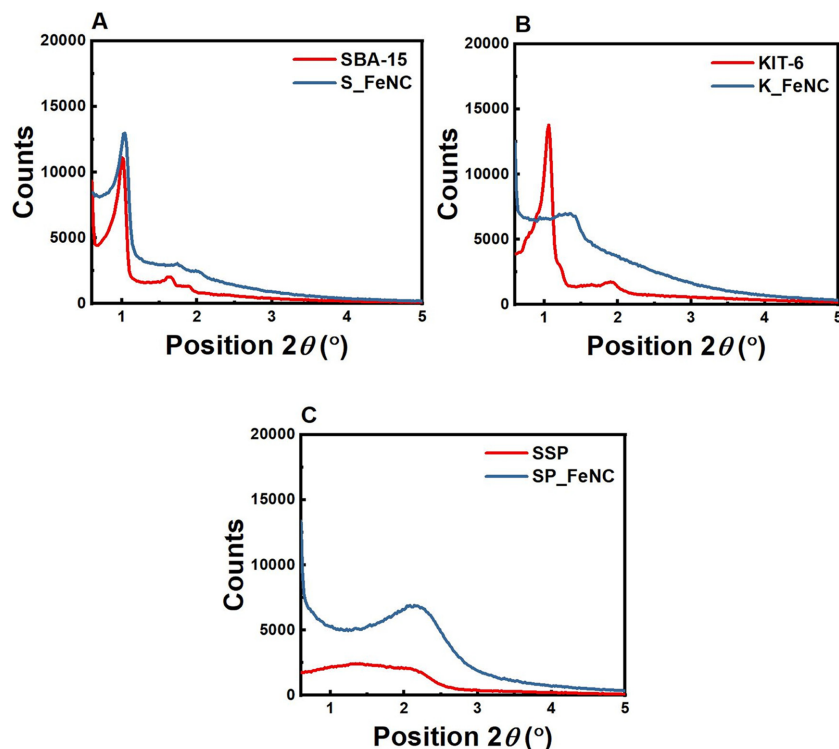 A
20000
15000
10000
5000
0
Counts
SBA-15
S_FeNC
1 2 3 4 5
Position 2θ (°)
B
20000
15000
10000
5000
0
Counts
KIT-6
K_FeNC
1 2 3 4 5
Position 2θ (°)
C
20000
15000
10000
5000
0
Counts
SSP
SP_FeNC
1 2 3 4 5
Position 2θ (°)